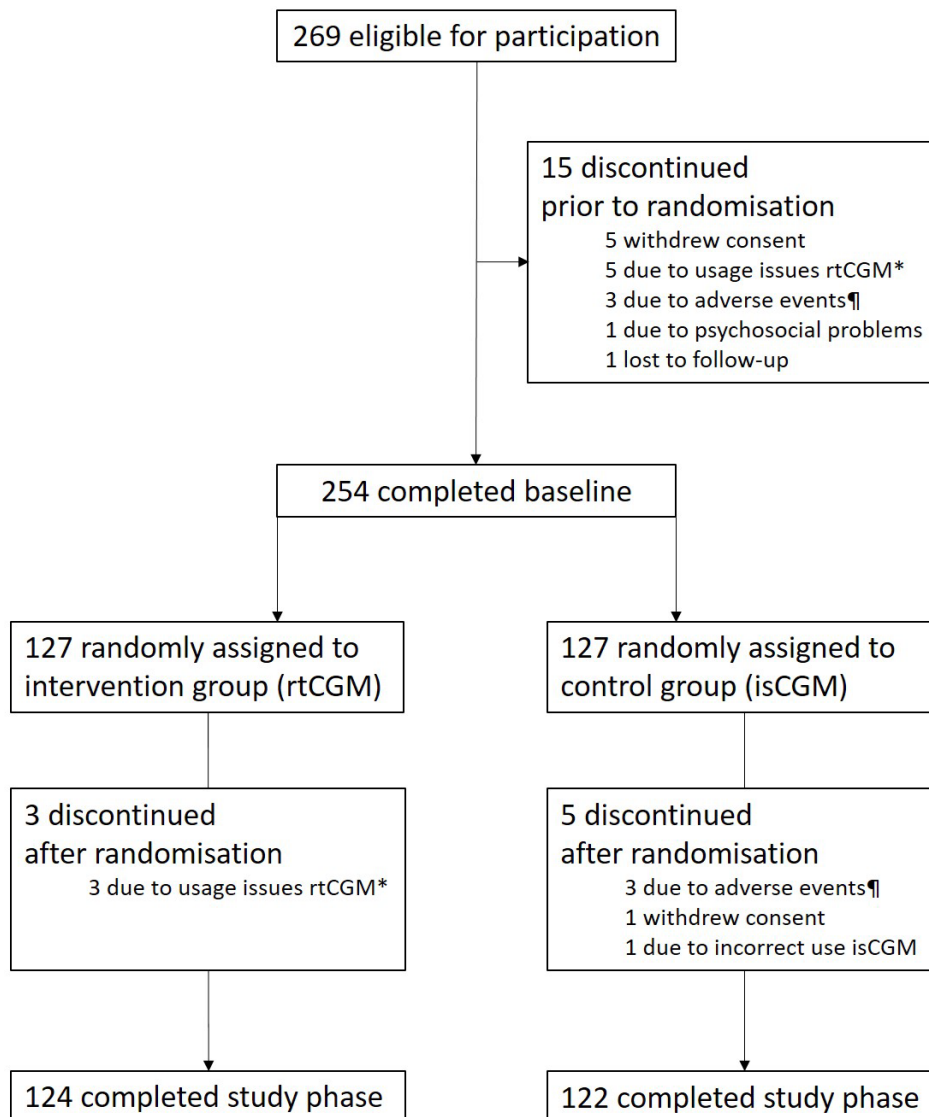 269 eligible for participation
15 discontinued
prior to randomisation
5 withdrew consent
5 due to usage issues rtCGM*
3 due to adverse events¶
1 due to psychosocial problems
1 lost to follow-up
254 completed baseline
127 randomly assigned to
intervention group (rtCGM)
127 randomly assigned to
control group (isCGM)
3 discontinued
after randomisation
3 due to usage issues rtCGM*
5 discontinued
after randomisation
3 due to adverse events¶
1 withdrew consent
1 due to incorrect use isCGM
124 completed study phase
122 completed study phase